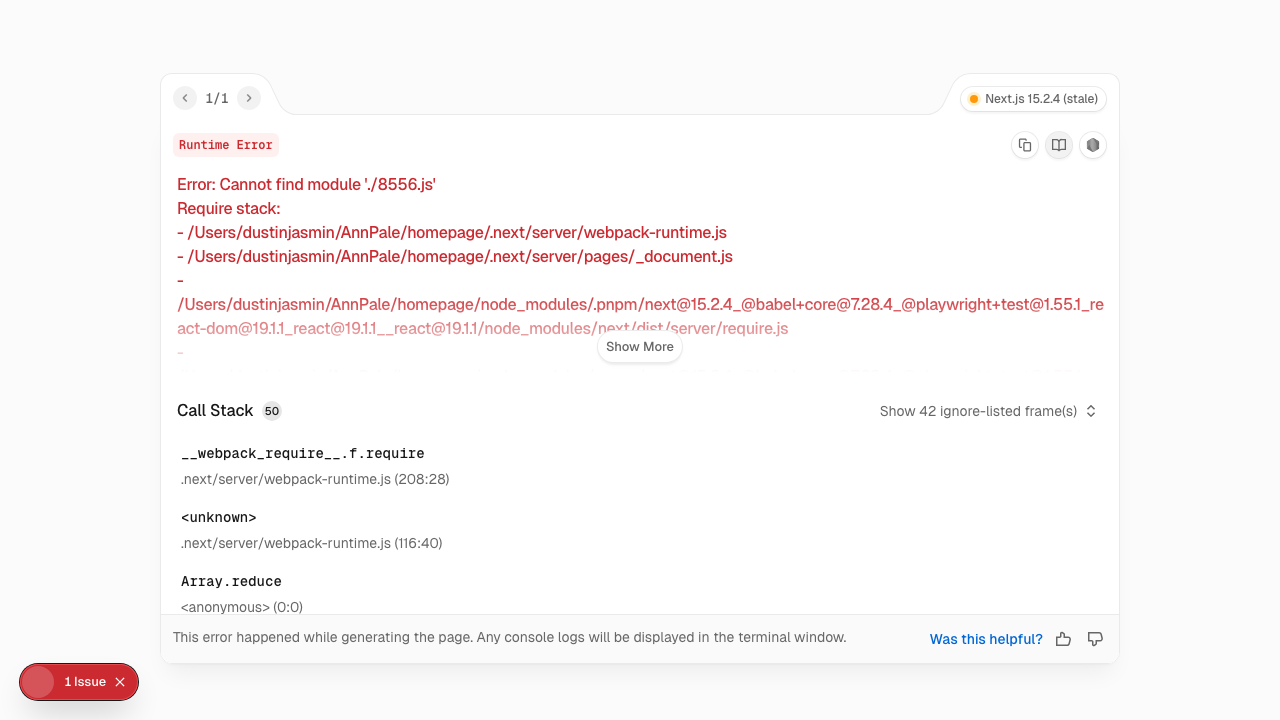 1/1
Next.js 15.2.4 (stale)
Runtime Error
Error: Cannot find module './8556.js'
Require stack:
- /Users/dustinjasmin/AnnPale/homepage/.next/server/webpack-runtime.js
- /Users/dustinjasmin/AnnPale/homepage/.next/server/pages/_document.js
-
/Users/dustinjasmin/AnnPale/homepage/node_modules/.pnpm/next@15.2.4_@babel+core@7.28.4_@playwright+test@1.55.1_re
act-dom@19.1.1_react@19.1.1__react@19.1.1/node_modules/next/dist/server/require.js
-
Show More
Call Stack 50
Show 42 ignore-listed frame(s)
__webpack_require__.f.require
.next/server/webpack-runtime.js (208:28)
<unknown>
.next/server/webpack-runtime.js (116:40)
Array.reduce
<anonymous> (0:0)
This error happened while generating the page. Any console logs will be displayed in the terminal window.
Was this helpful?
1 Issue